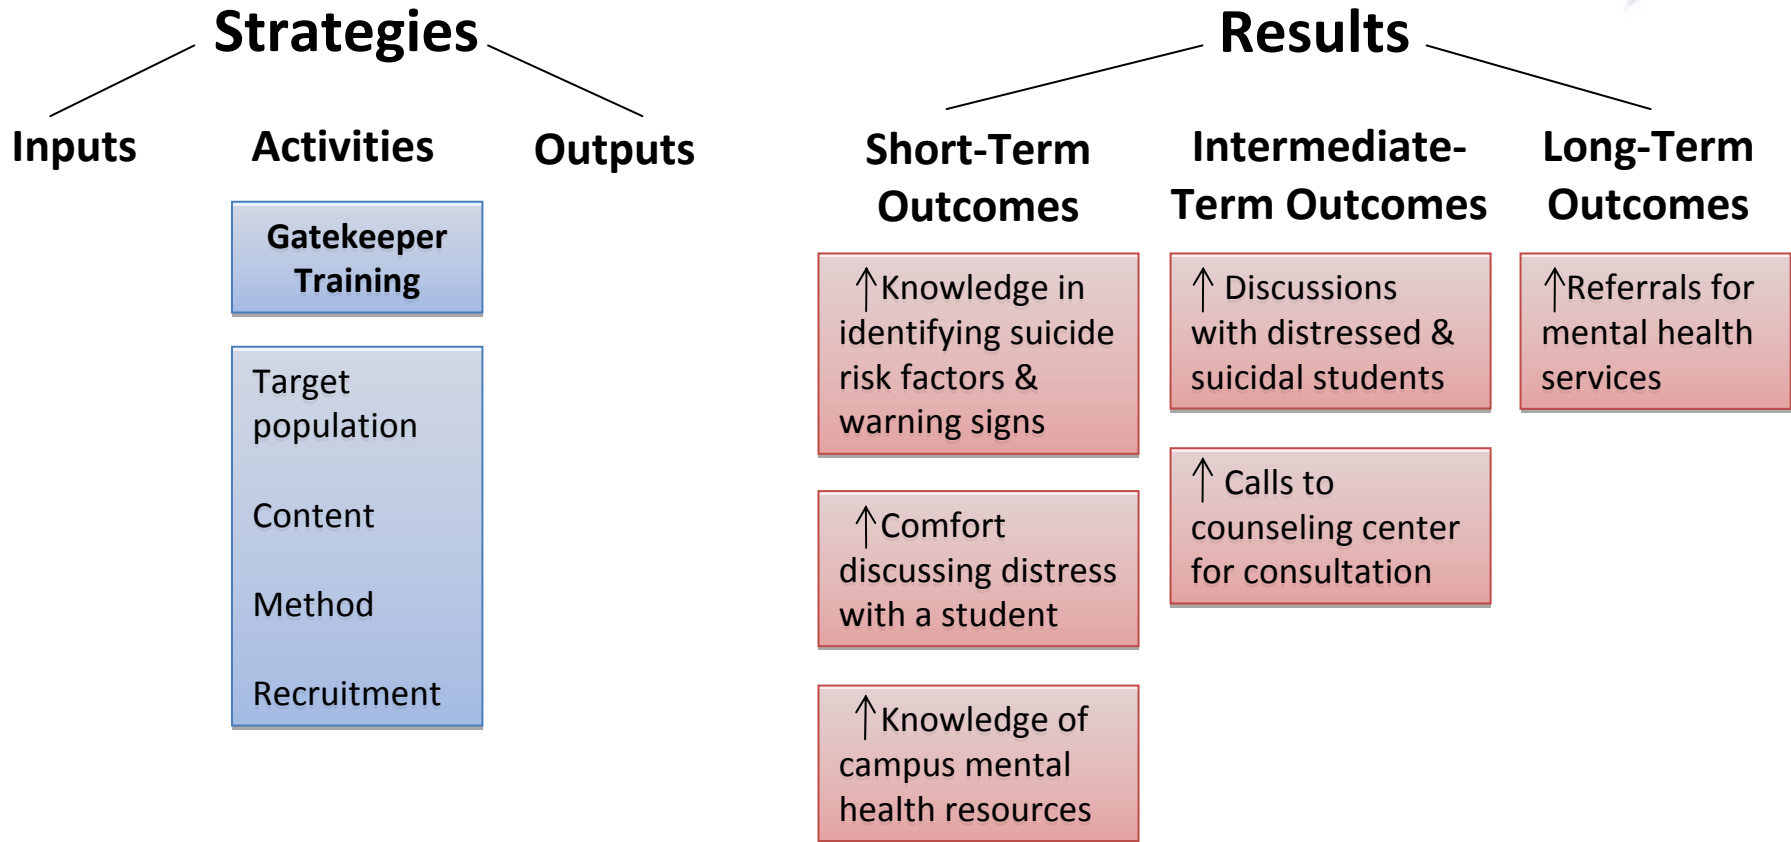 Strategies
Inputs
Activities
Outputs
Gatekeeper
Training
Target
population
Content
Method
Recruitment
Results
Short-Term
Outcomes
↑Knowledge in
identifying suicide
risk factors &
warning signs
↑Comfort
discussing distress
with a student
↑Knowledge of
campus mental
health resources
Intermediate-
Term Outcomes
↑ Discussions
with distressed &
suicidal students
↑ Calls to
counseling center
for consultation
Long-Term
Outcomes
↑Referrals for
mental health
services